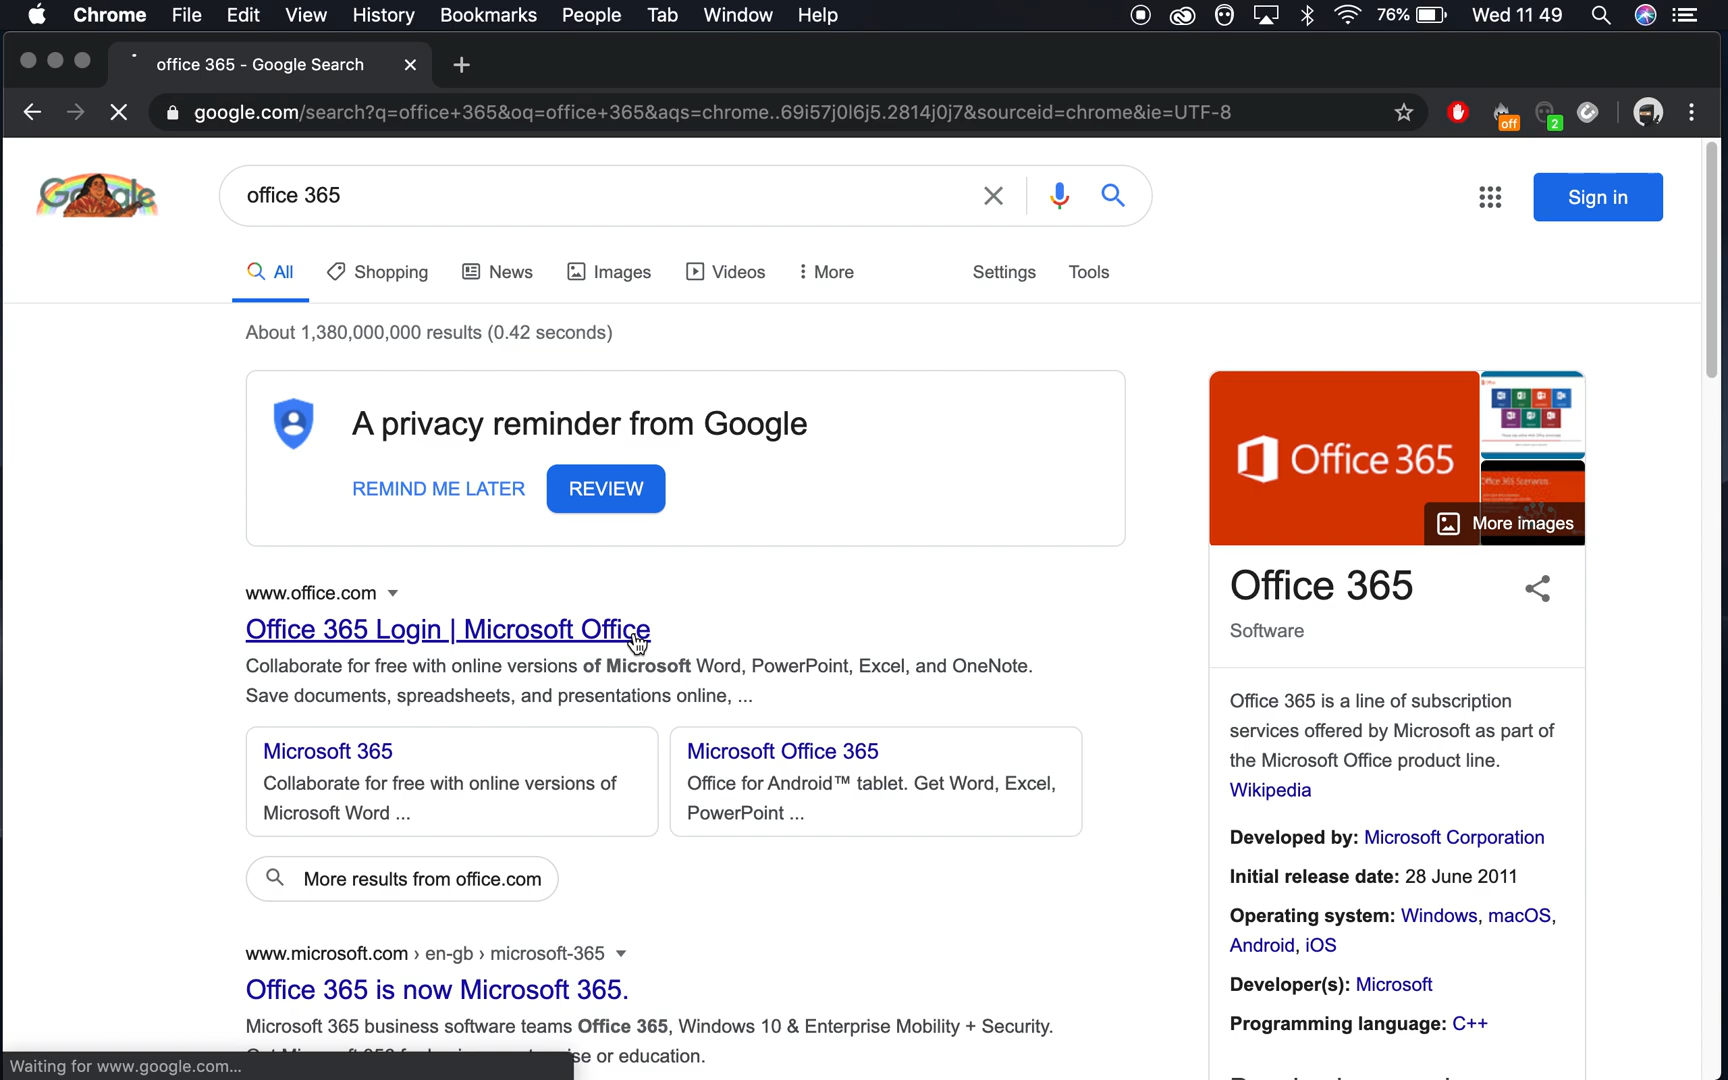 Chrome File Edit View History Bookmarks People Tab Window Help 76% Wed 11 49
office 365 - Google Search
google.com/search?q=office+365&oq=office+365&aqs=chrome..69i57j0l6j5.2814j0j7&sourceid=chrome&ie=UTF-8
off
2
Google
office 365
Sign in
All Shopping News Images Videos More Settings Tools
About 1,380,000,000 results (0.42 seconds)
A privacy reminder from Google
REMIND ME LATER REVIEW
Office 365
More images
www.office.com
Office 365 Login | Microsoft Office
Collaborate for free with online versions of Microsoft Word, PowerPoint, Excel, and OneNote.
Save documents, spreadsheets, and presentations online, ...
Microsoft 365
Collaborate for free with online versions of
Microsoft Word ...
Microsoft Office 365
Office for Android™ tablet. Get Word, Excel,
PowerPoint ...
More results from office.com
www.microsoft.com › en-gb › microsoft-365
Office 365 is now Microsoft 365.
Microsoft 365 business software teams Office 365, Windows 10 & Enterprise Mobility + Security.
or education.
Office 365
Software
Office 365 is a line of subscription
services offered by Microsoft as part of
the Microsoft Office product line.
Wikipedia
Developed by: Microsoft Corporation
Initial release date: 28 June 2011
Operating system: Windows, macOS,
Android, iOS
Developer(s): Microsoft
Programming language: C++
Waiting for www.google.com...